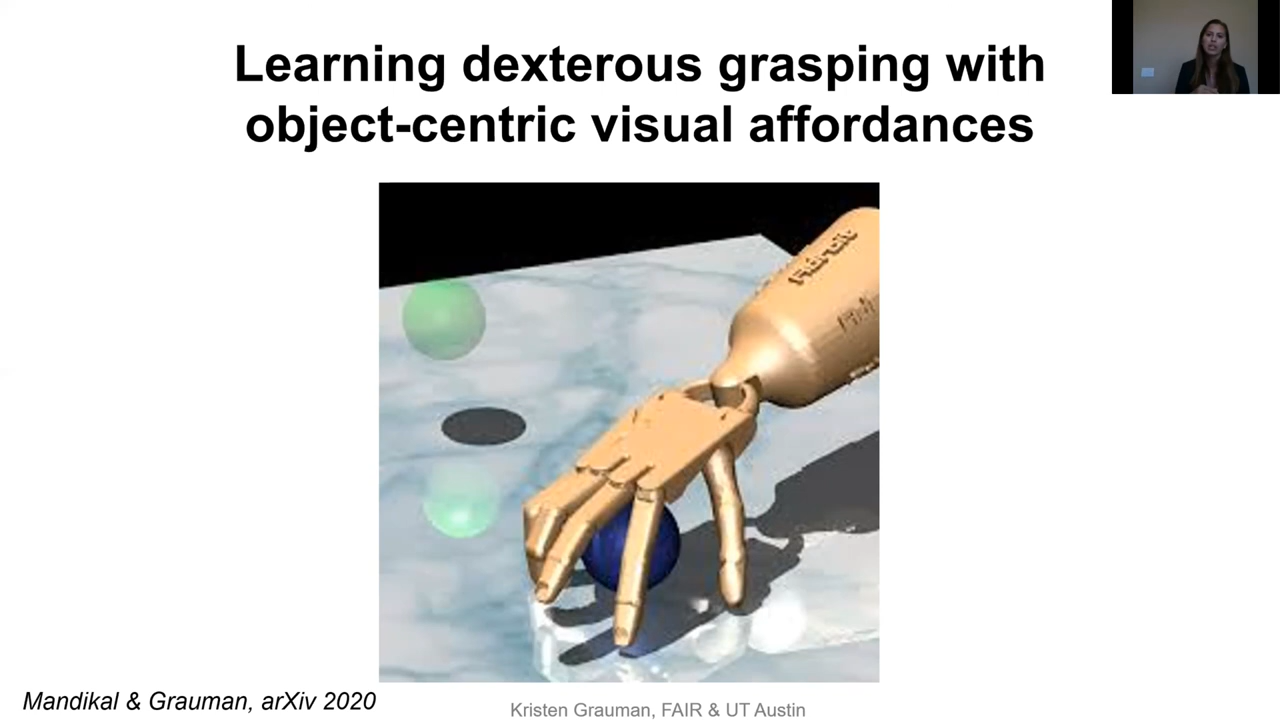 Learning dexterous grasping with
object-centric visual affordances
Mandikal & Grauman, arXiv 2020
Kristen Grauman, FAIR & UT Austin